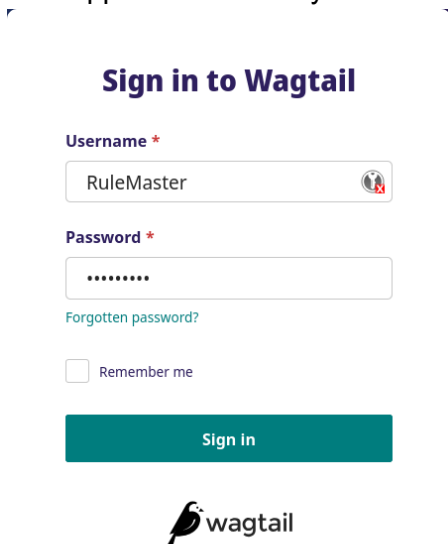 Sign in to Wagtail
Username *
RuleMaster
Password *
•••••••••
Forgotten password?
Remember me
Sign in
wagtail